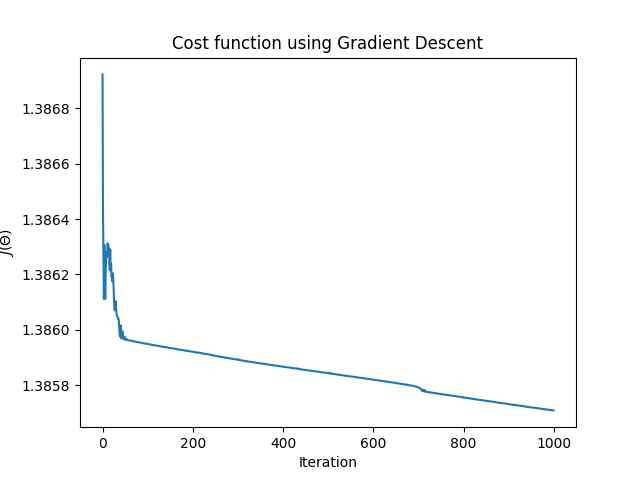 Cost function using Gradient Descent
J(Θ)
1.3868
1.3866
1.3864
1.3862
1.3860
1.3858
0 200 400 600 800 1000
Iteration